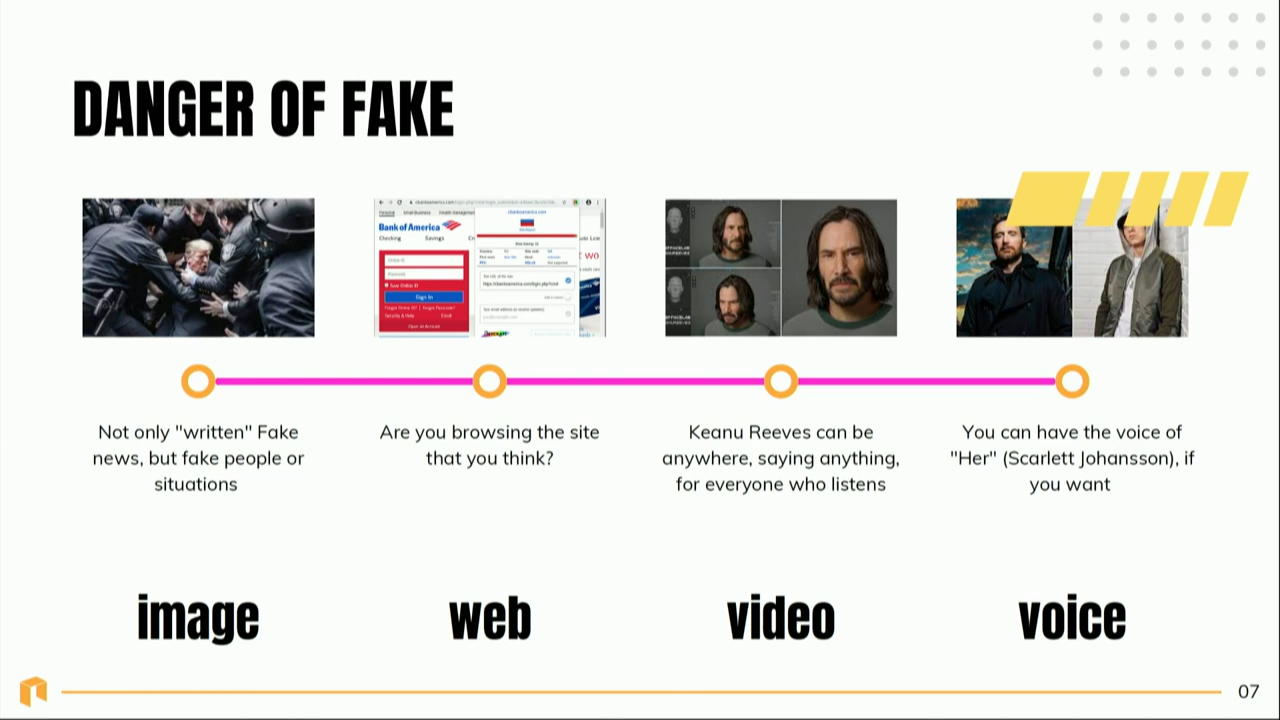 DANGER OF FAKE
Bank of America
Checking
Savings
Sign In
Not only "written" Fake
news, but fake people or
situations
Are you browsing the site
that you think?
Keanu Reeves can be
anywhere, saying anything,
for everyone who listens
You can have the voice of
"Her" (Scarlett Johansson), if
you want
image
web
video
voice
07